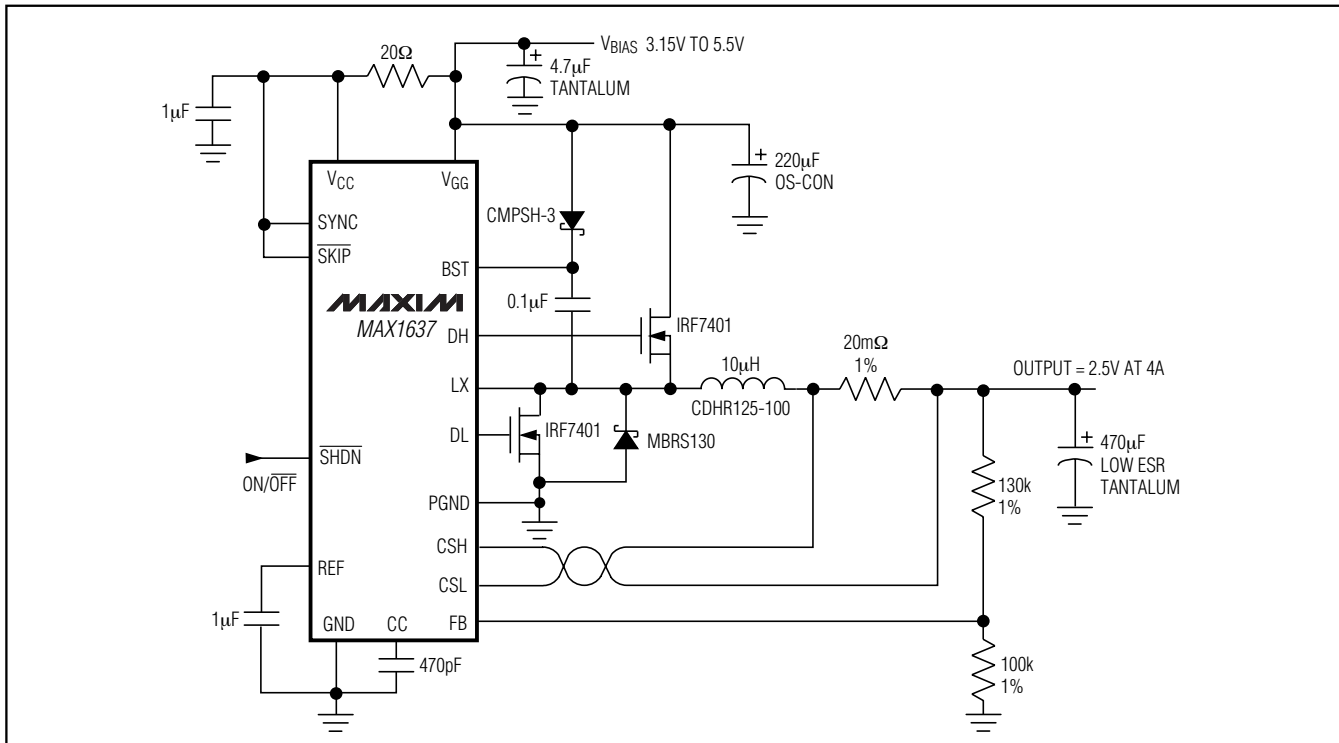 V_BIAS 3.15V TO 5.5V
20Ω
+
4.7µF
TANTALUM
1µF
+
220µF
OS-CON
VCC
VGG
SYNC
SKIP
CMPSH-3
BST
0.1µF
MAXIM
MAX1637
DH
IRF7401
LX
10µH
CDHR125-100
20mΩ
1%
OUTPUT = 2.5V AT 4A
DL
IRF7401
MBRS130
+
470µF
LOW ESR
TANTALUM
SHDN
ON/OFF
130k
1%
PGND
CSH
CSL
REF
1µF
GND
CC
FB
470pF
100k
1%